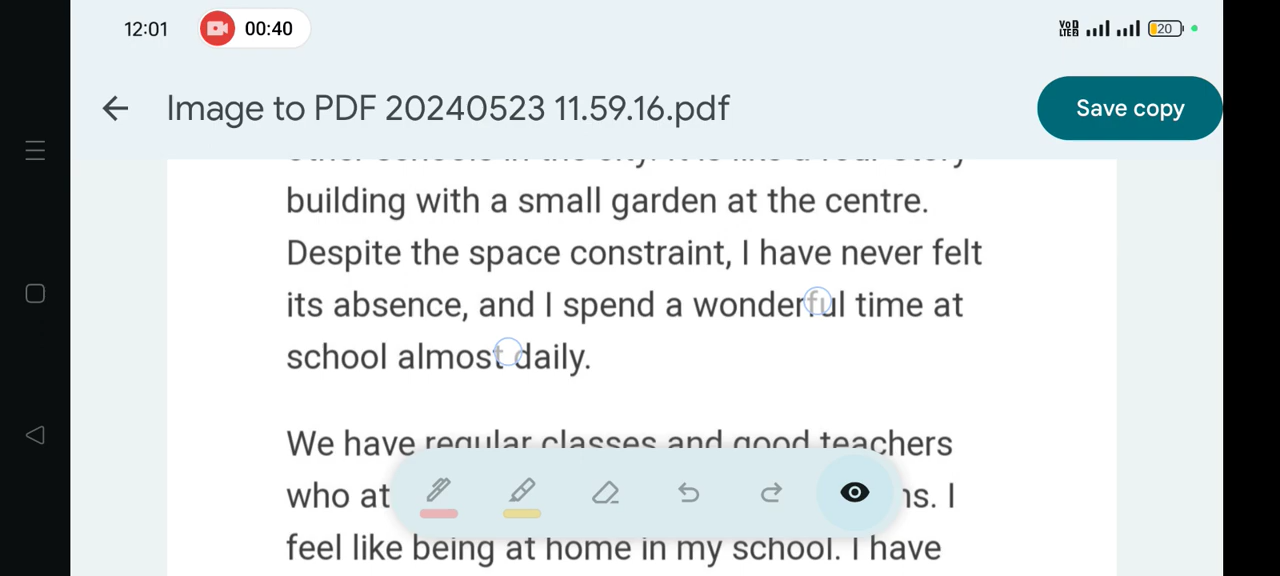 12:01 00:40 VoD LTE2 20
Image to PDF 20240523 11.59.16.pdf Save copy
building with a small garden at the centre.
Despite the space constraint, I have never felt
its absence, and I spend a wonderful time at
school almost daily.
We have regular classes and good teachers
who at ns. I
feel like being at home in my school. I have